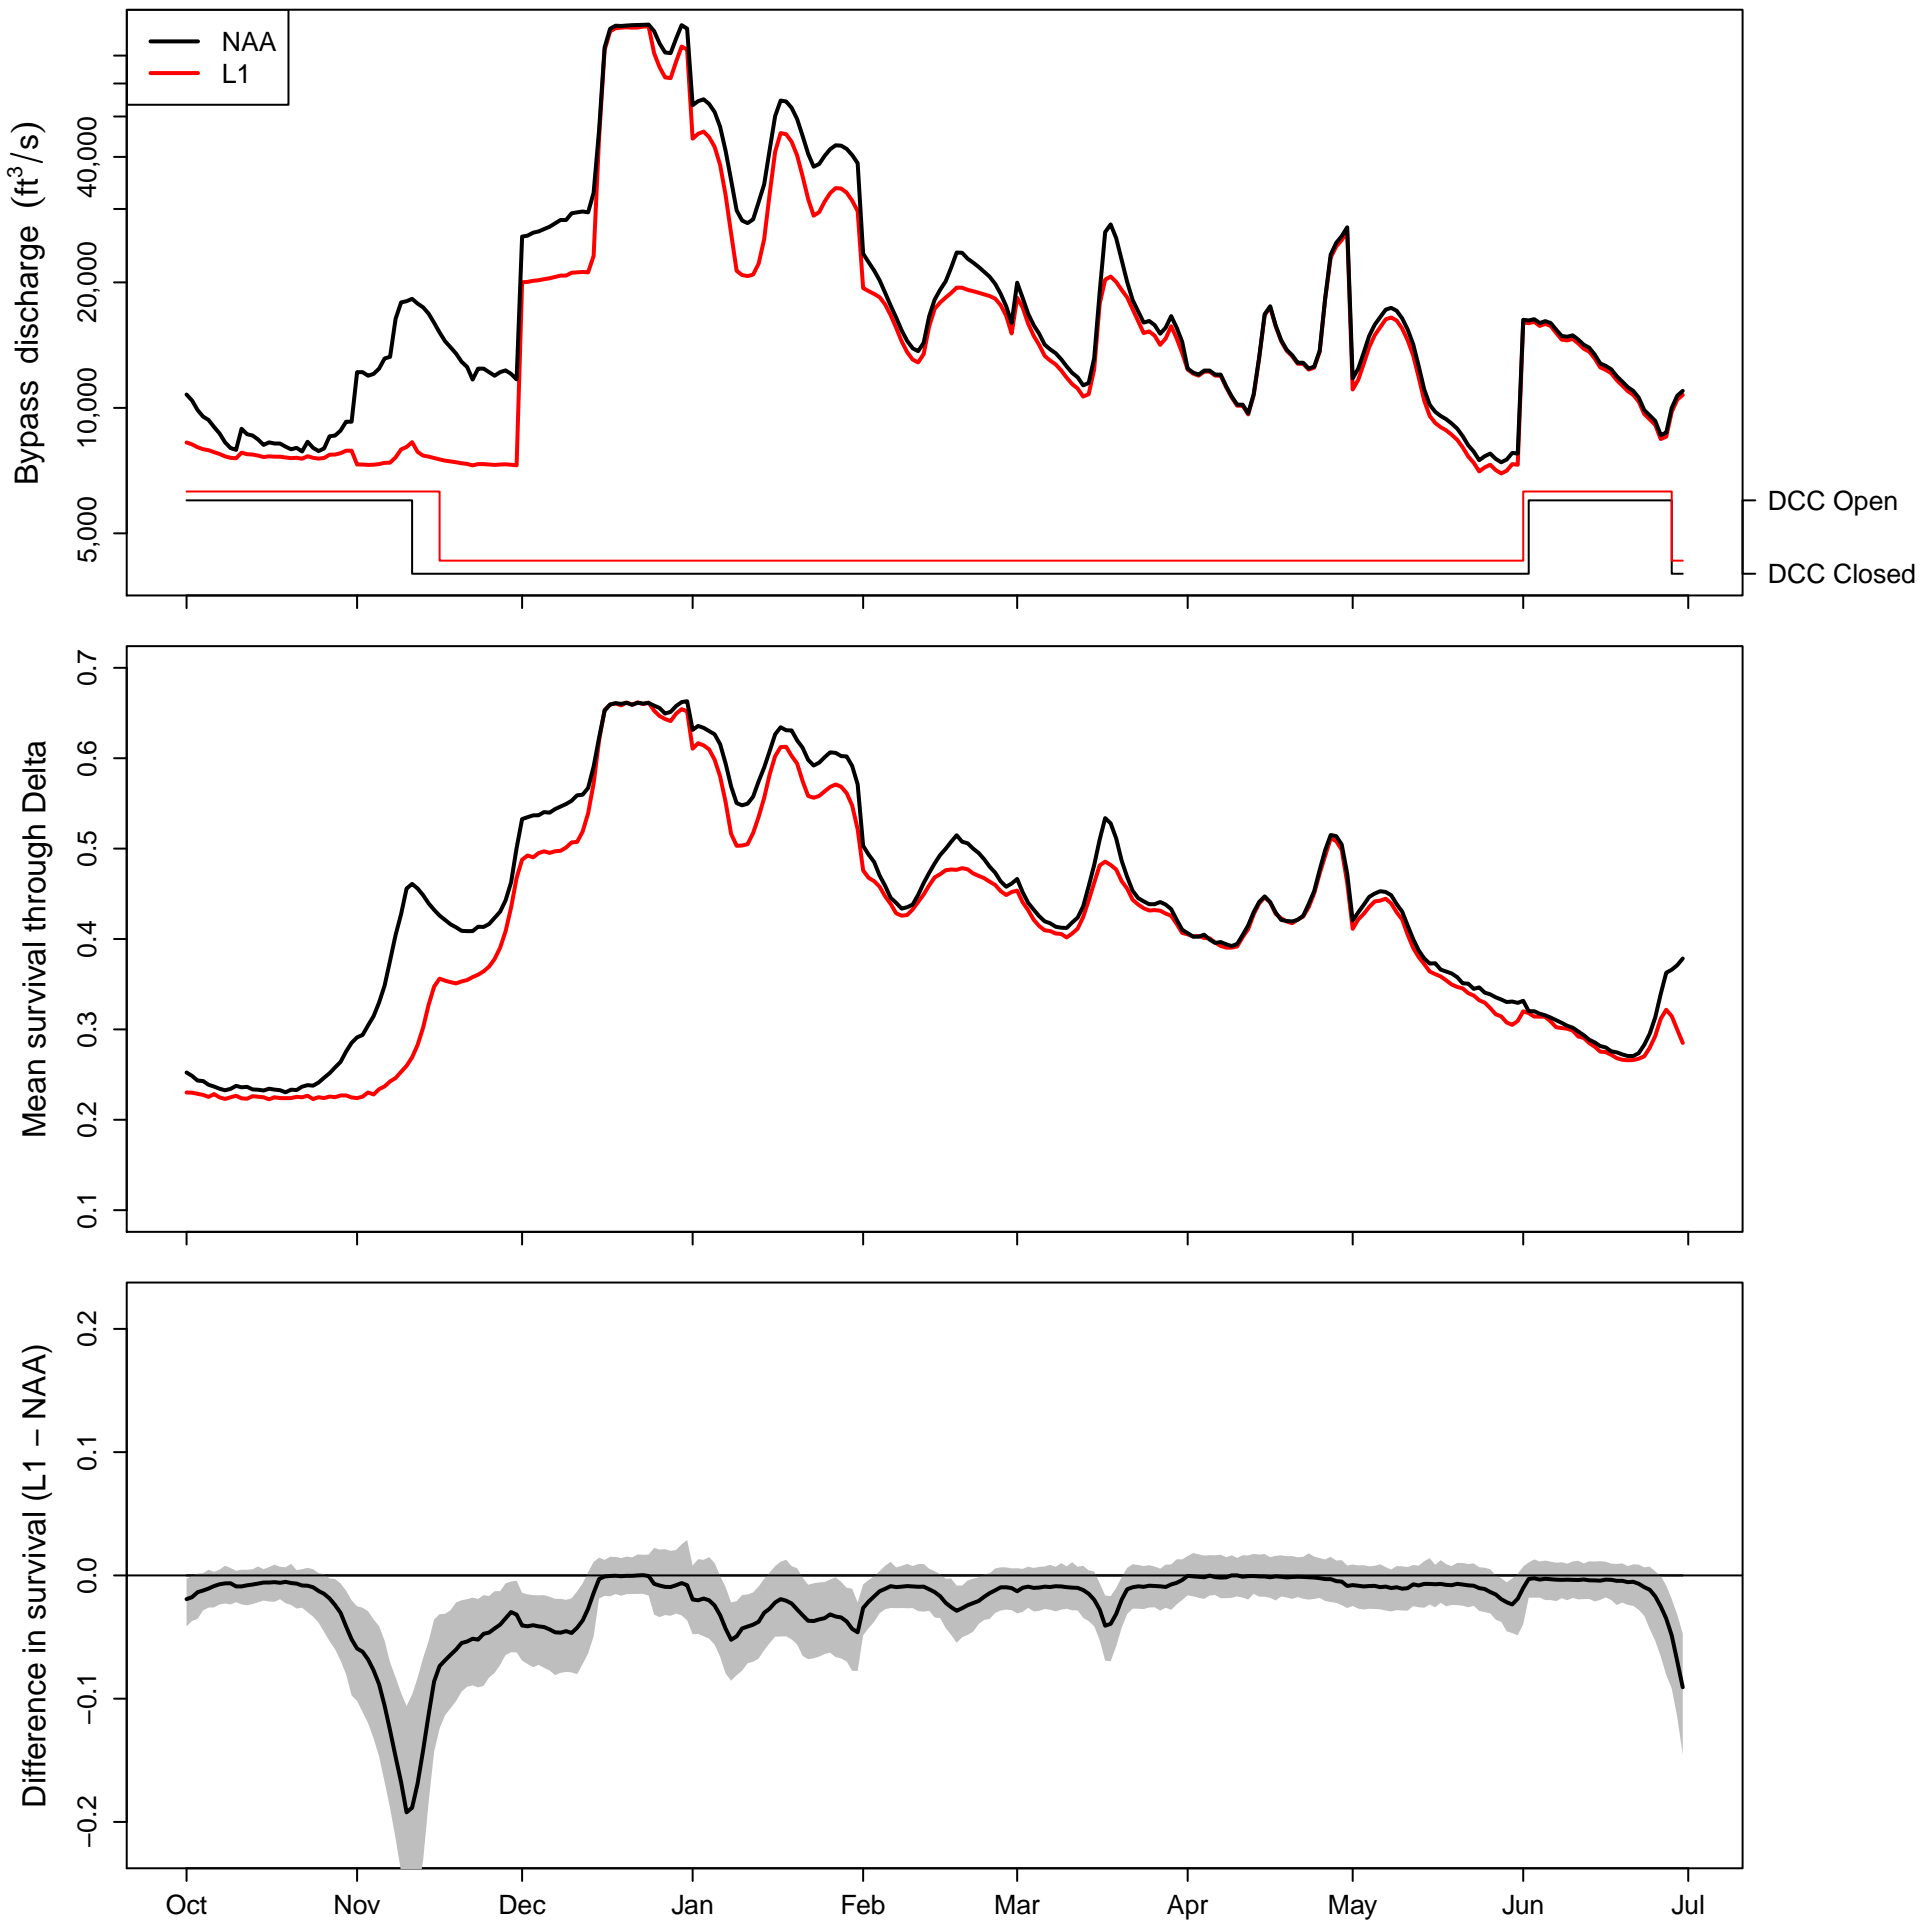 NAA
L1
Bypass discharge (ft³/s)
40,000
20,000
10,000
5,000
DCC Open
DCC Closed
Mean survival through Delta
0.7
0.6
0.5
0.4
0.3
0.2
0.1
Difference in survival (L1 − NAA)
0.2
0.1
0.0
−0.1
−0.2
Oct Nov Dec Jan Feb Mar Apr May Jun Jul